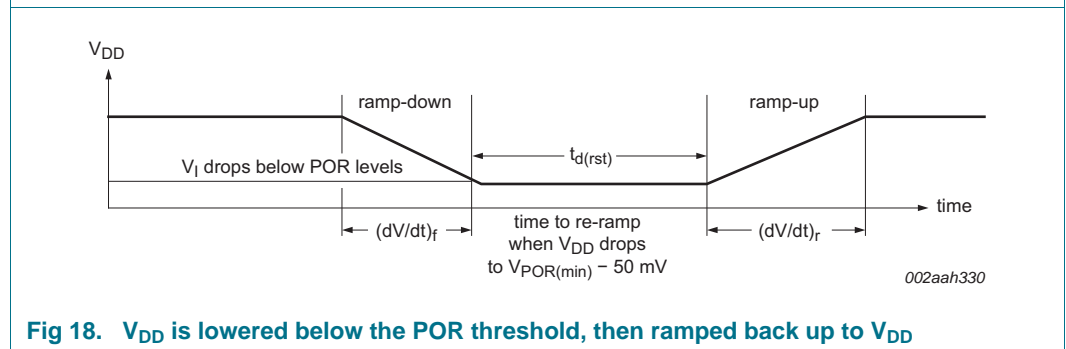 VDD
ramp-down
ramp-up
VI drops below POR levels
td(rst)
time
(dV/dt)f
time to re-ramp
when VDD drops
to VPOR(min) − 50 mV
(dV/dt)r
002aah330
Fig 18. VDD is lowered below the POR threshold, then ramped back up to VDD